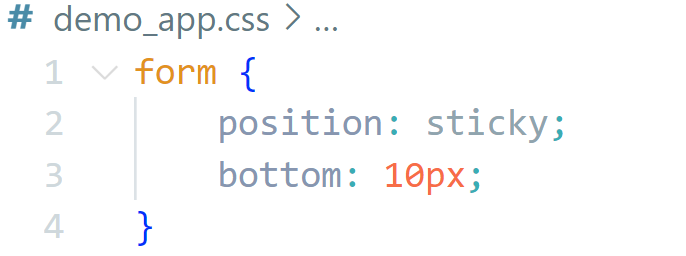 # demo_app.css > ...
1 form {
2     position: sticky;
3     bottom: 10px;
4 }